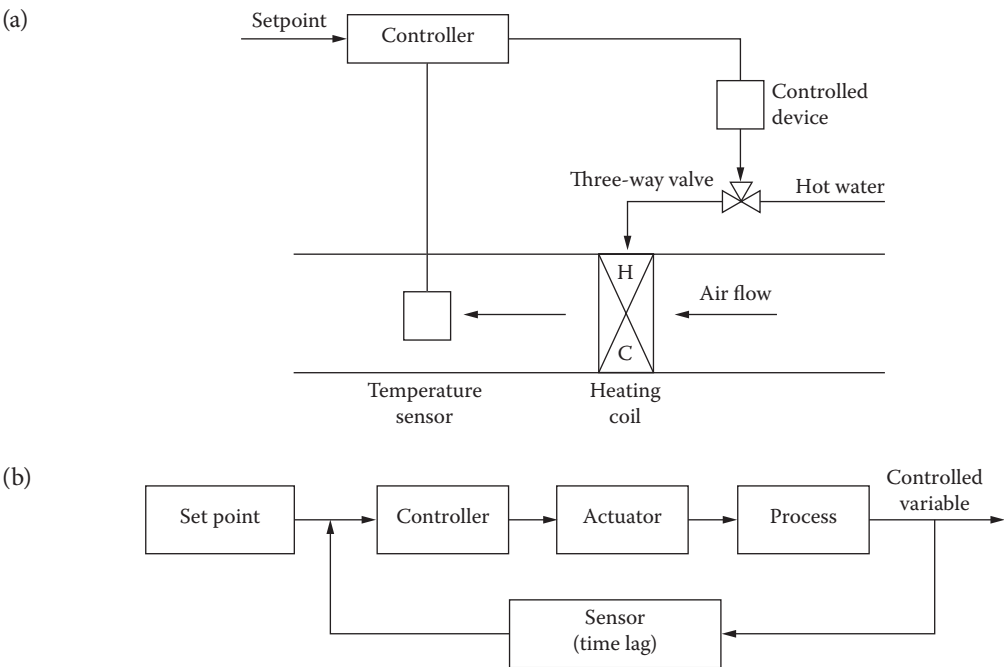 (a)
Setpoint
Controller
Controlled
device
Three-way valve
Hot water
H
Air flow
C
Temperature
sensor
Heating
coil
(b)
Controlled
variable
Set point
Controller
Actuator
Process
Sensor
(time lag)